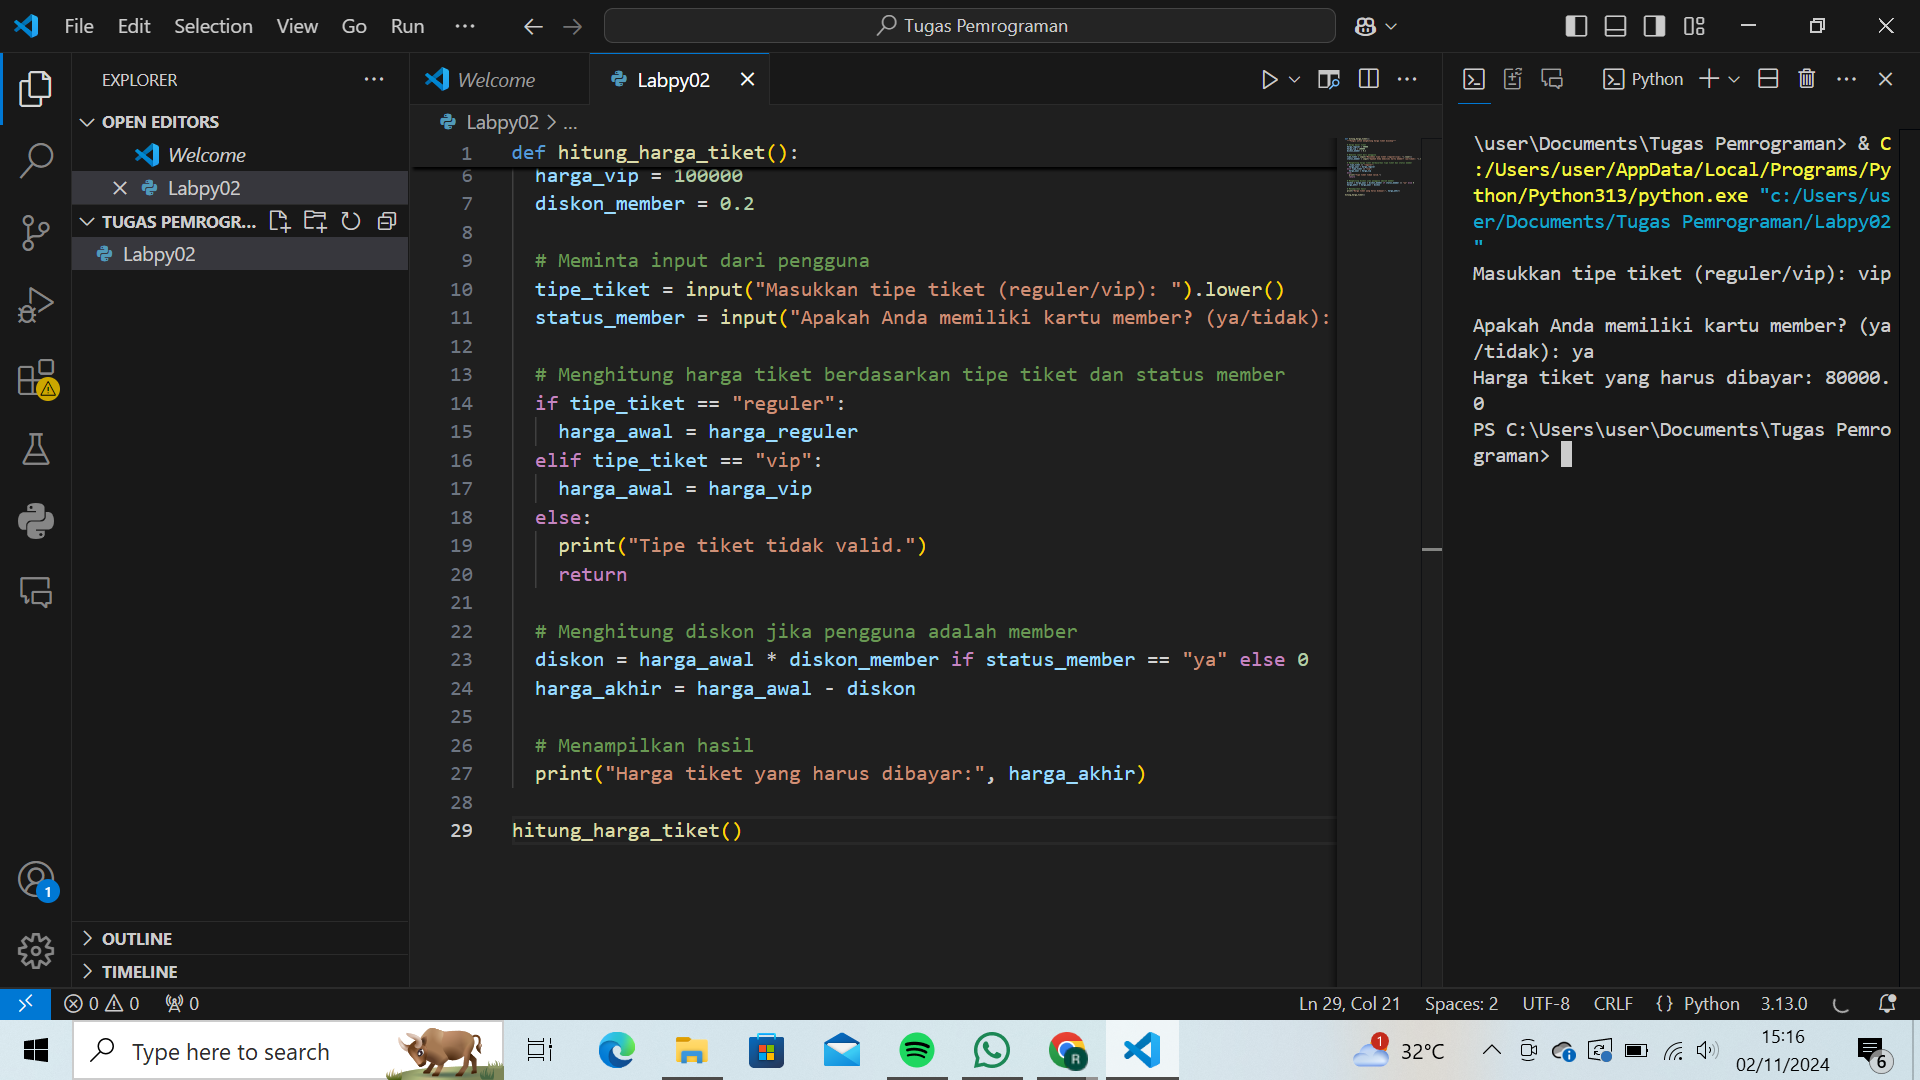 File Edit Selection View Go Run ...
Tugas Pemrograman
EXPLORER
OPEN EDITORS
Welcome
Labpy02
TUGAS PEMROGR...
Labpy02
OUTLINE
TIMELINE
Welcome
Labpy02
Labpy02 > ...
1 def hitung_harga_tiket():
6 harga_vip = 100000
7 diskon_member = 0.2
8
9 # Meminta input dari pengguna
10 tipe_tiket = input("Masukkan tipe tiket (reguler/vip): ").lower()
11 status_member = input("Apakah Anda memiliki kartu member? (ya/tidak):
12
13 # Menghitung harga tiket berdasarkan tipe tiket dan status member
14 if tipe_tiket == "reguler":
15 harga_awal = harga_reguler
16 elif tipe_tiket == "vip":
17 harga_awal = harga_vip
18 else:
19 print("Tipe tiket tidak valid.")
20 return
21
22 # Menghitung diskon jika pengguna adalah member
23 diskon = harga_awal * diskon_member if status_member == "ya" else 0
24 harga_akhir = harga_awal - diskon
25
26 # Menampilkan hasil
27 print("Harga tiket yang harus dibayar:", harga_akhir)
28
29 hitung_harga_tiket()
Python
\user\Documents\Tugas Pemrograman> & C
:/Users/user/AppData/Local/Programs/Py
thon/Python313/python.exe "c:/Users/us
er/Documents/Tugas Pemrograman/Labpy02
"
Masukkan tipe tiket (reguler/vip): vip
Apakah Anda memiliki kartu member? (ya
/tidak): ya
Harga tiket yang harus dibayar: 80000.
0
PS C:\Users\user\Documents\Tugas Pemro
graman>
1
0 0 0
Ln 29, Col 21 Spaces: 2 UTF-8 CRLF {} Python 3.13.0
Type here to search
R
1
32°C
15:16
02/11/2024
6